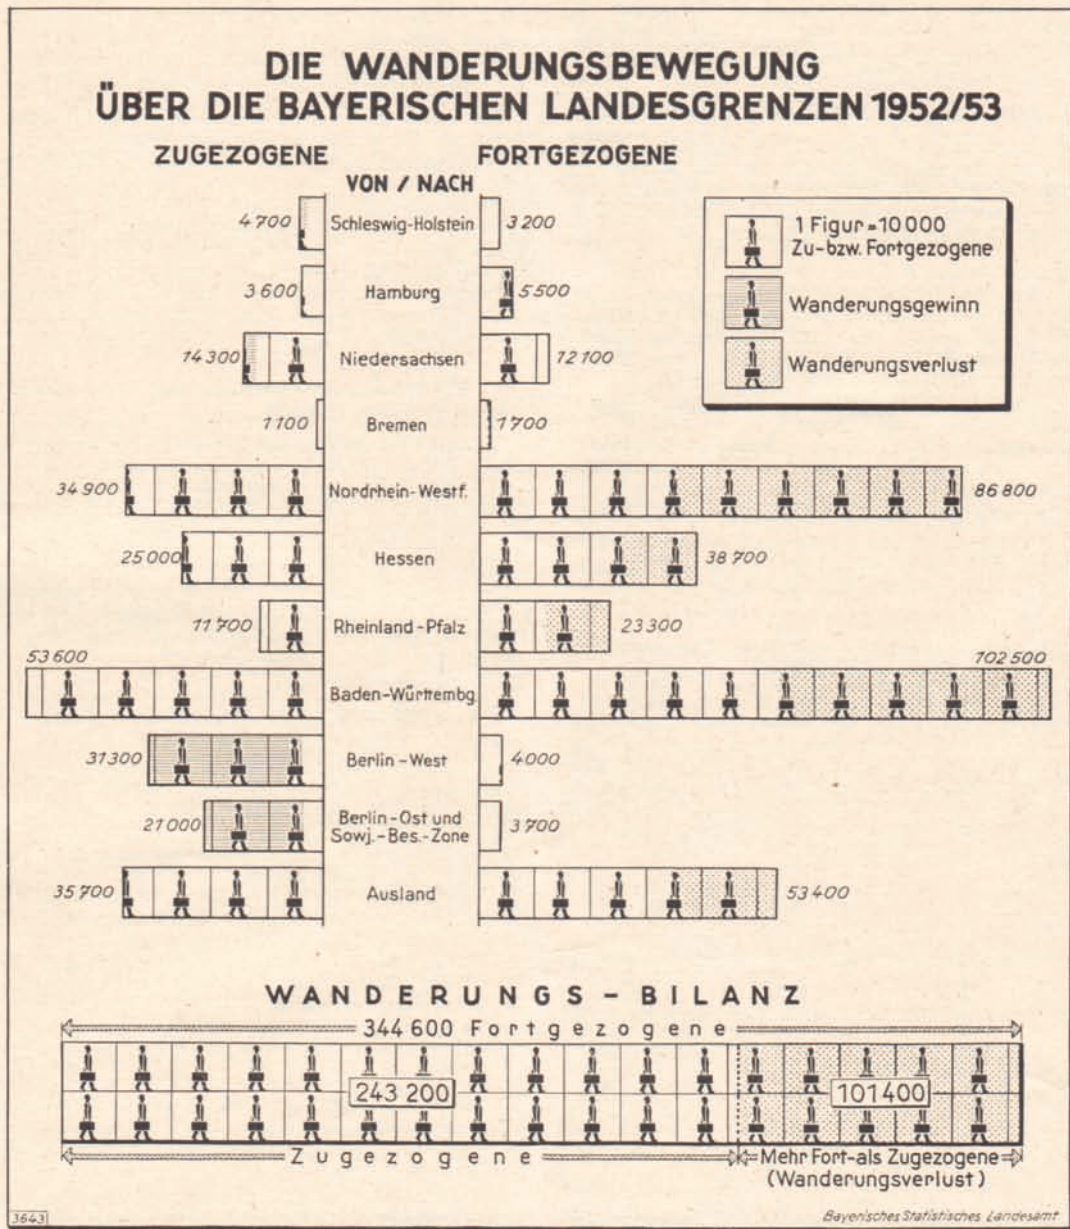 DIE WANDERUNGSBEWEGUNG
ÜBER DIE BAYERISCHEN LANDESGRENZEN 1952/53
ZUGEZOGENE FORTGEZOGENE
VON / NACH
4 700 Schleswig-Holstein 3 200
3 600 Hamburg 5 500
14 300 Niedersachsen 12 100
1 100 Bremen 1 700
34 900 Nordrhein-Westf. 86 800
25 000 Hessen 38 700
11 700 Rheinland-Pfalz 23 300
53 600 Baden-Württembg. 102 500
31 300 Berlin-West 4 000
21 000 Berlin-Ost und
Sowj.-Bes.-Zone 3 700
35 700 Ausland 53 400
1 Figur = 10 000
Zu-bzw. Fortgezogene
Wanderungsgewinn
Wanderungsverlust
WANDERUNGS-BILANZ
344 600 Fortgezogene
243 200 101 400
Zugezogene Mehr Fort-als Zugezogene
(Wanderungsverlust)
3643 Bayerisches Statistisches Landesamt